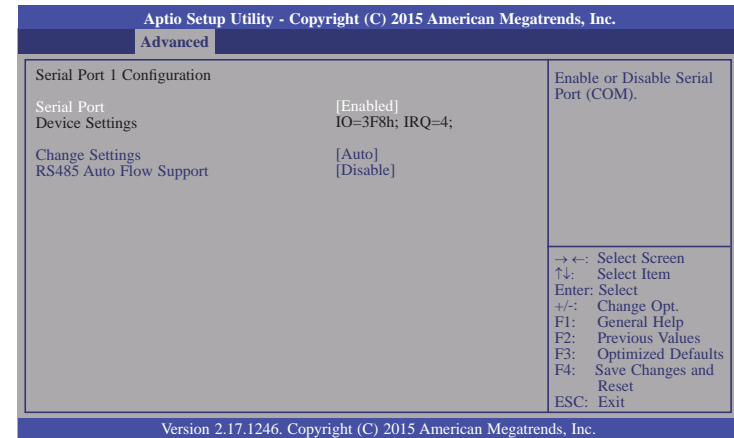 Aptio Setup Utility - Copyright (C) 2015 American Megatrends, Inc.
Advanced
Serial Port 1 Configuration
Serial Port [Enabled]
Device Settings IO=3F8h; IRQ=4;
Change Settings [Auto]
RS485 Auto Flow Support [Disable]
Enable or Disable Serial
Port (COM).
→←: Select Screen
↑↓: Select Item
Enter: Select
+/-: Change Opt.
F1: General Help
F2: Previous Values
F3: Optimized Defaults
F4: Save Changes and
Reset
ESC: Exit
Version 2.17.1246. Copyright (C) 2015 American Megatrends, Inc.